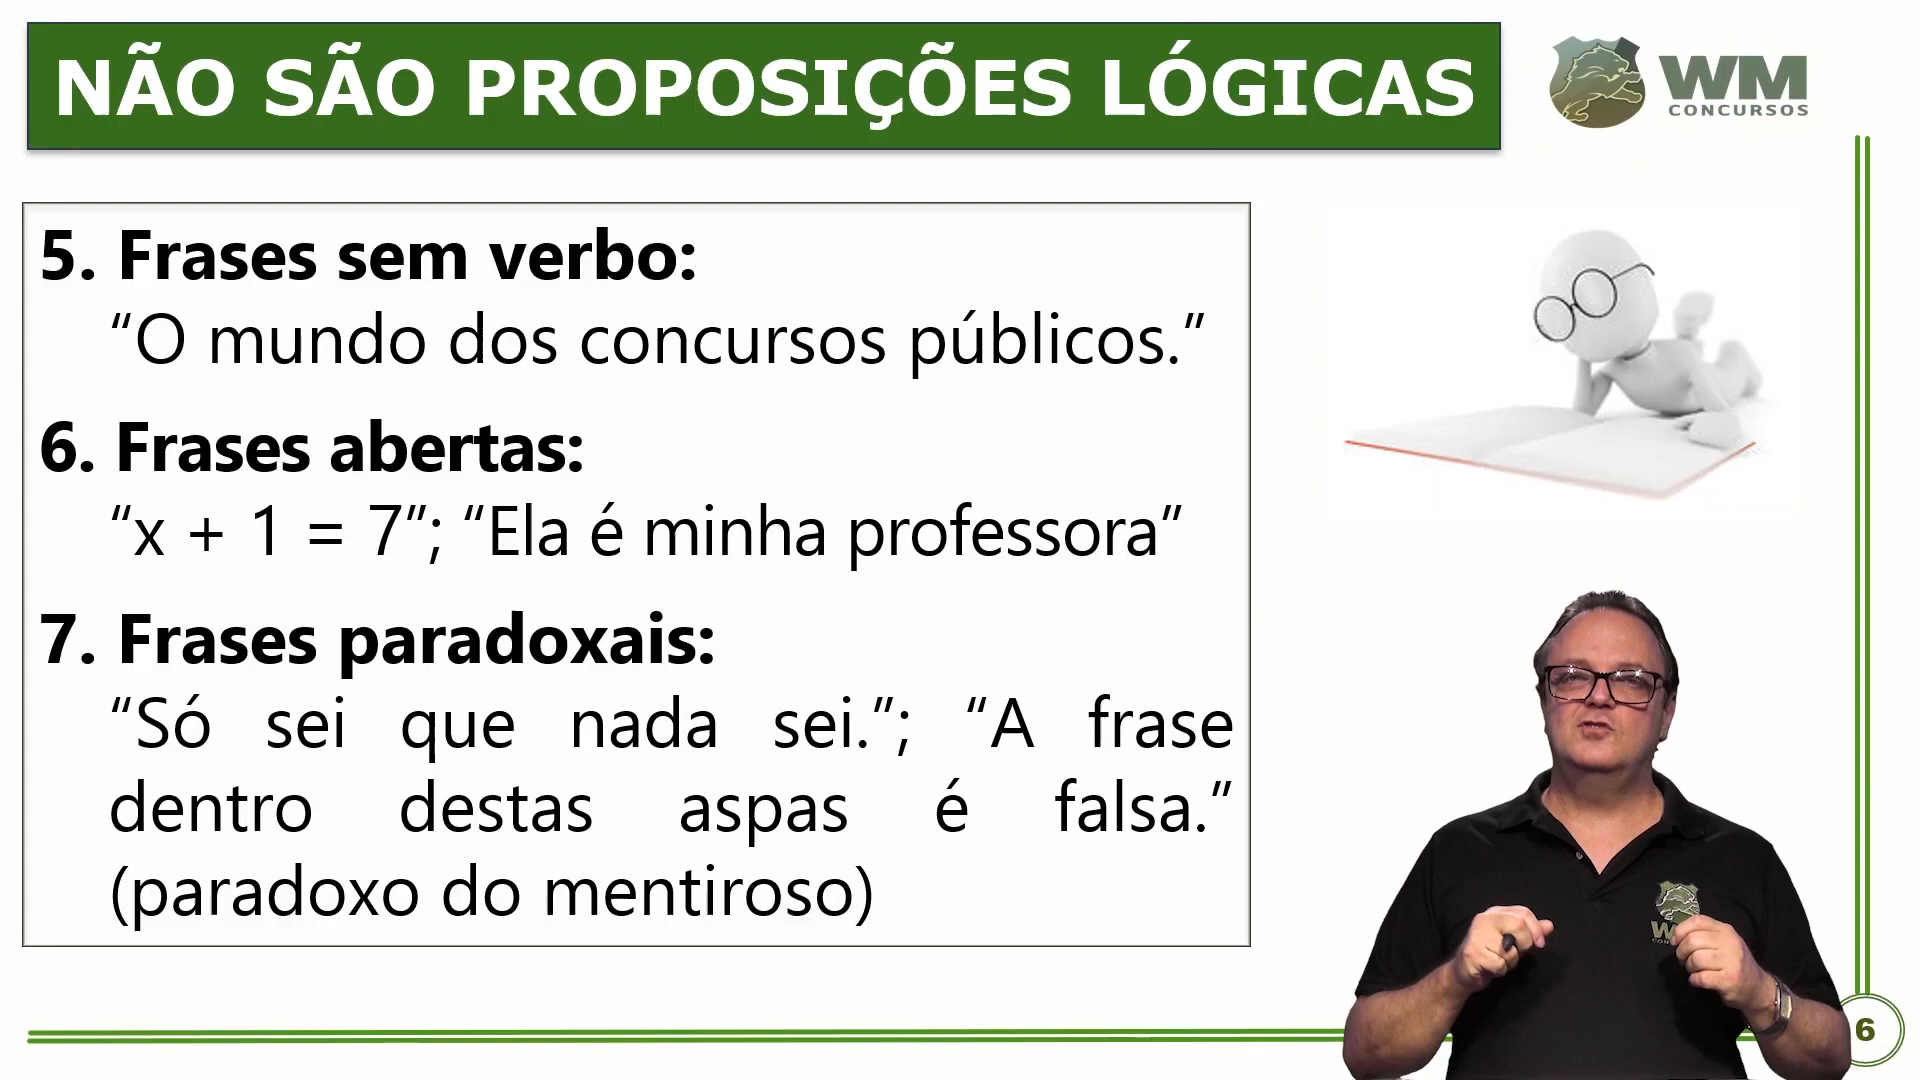 NÃO SÃO PROPOSIÇÕES LÓGICAS
WM
CONCURSOS
5. Frases sem verbo:
“O mundo dos concursos públicos.”
6. Frases abertas:
“x + 1 = 7”; “Ela é minha professora”
7. Frases paradoxais:
“Só sei que nada sei.”; “A frase
dentro destas aspas é falsa.”
(paradoxo do mentiroso)
6